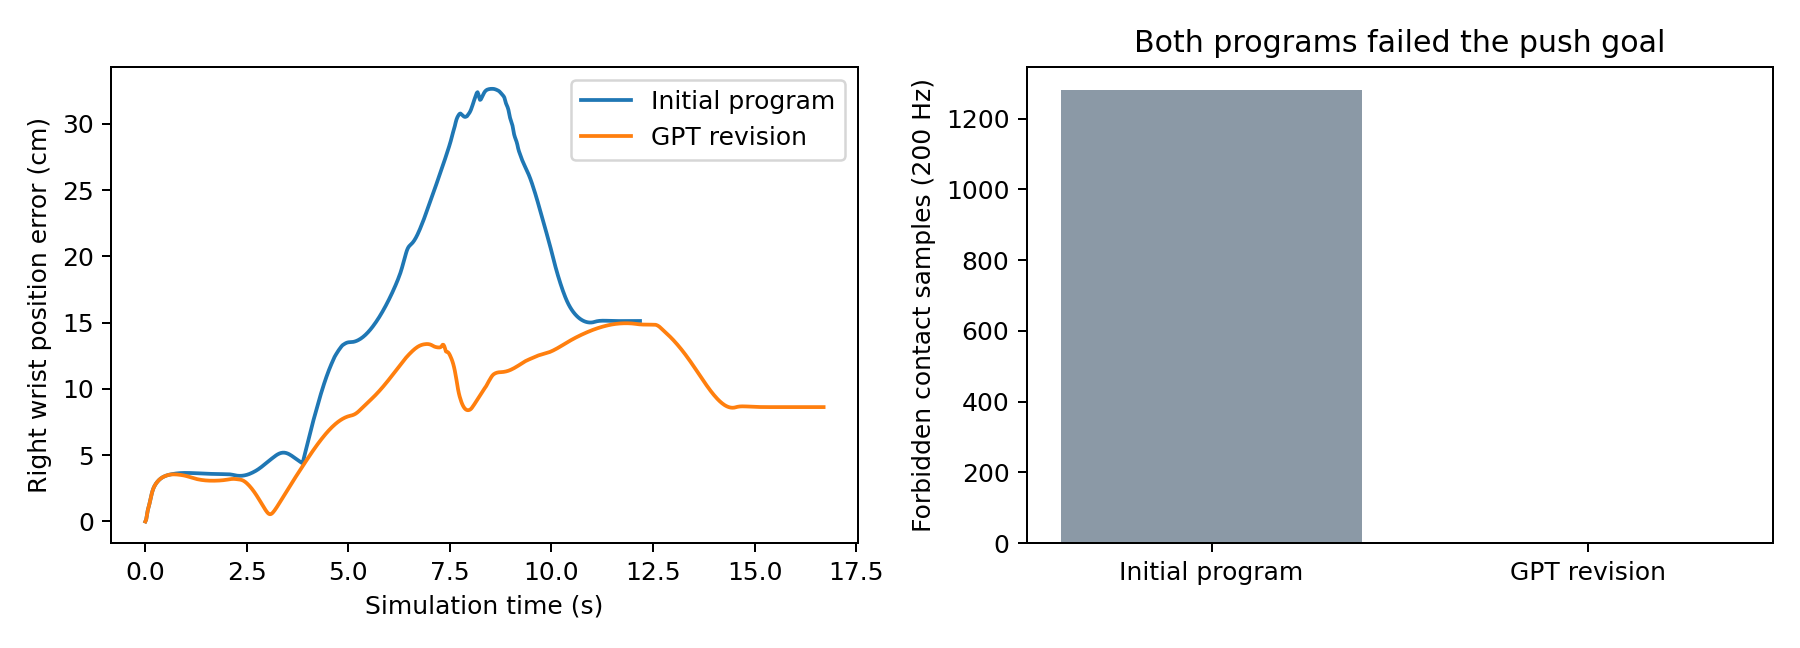 Right wrist position error (cm)
30
25
20
15
10
5
0
Initial program
GPT revision
0.0 2.5 5.0 7.5 10.0 12.5 15.0 17.5
Simulation time (s)
Both programs failed the push goal
Forbidden contact samples (200 Hz)
1200
1000
800
600
400
200
0
Initial program GPT revision